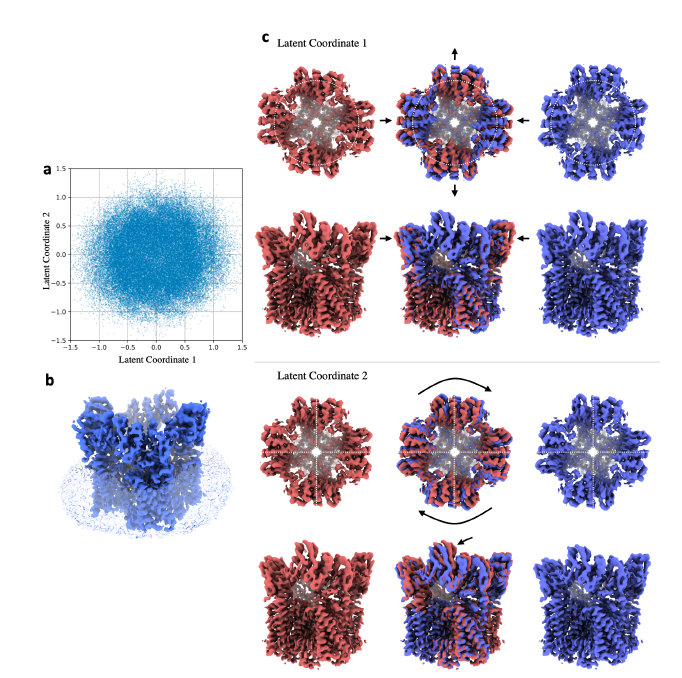 c
Latent Coordinate 1
a
1.5
1.0
0.5
0.0
−0.5
−1.0
−1.5
Latent Coordinate 2
−1.5 −1.0 −0.5 0.0 0.5 1.0 1.5
Latent Coordinate 1
b
Latent Coordinate 2